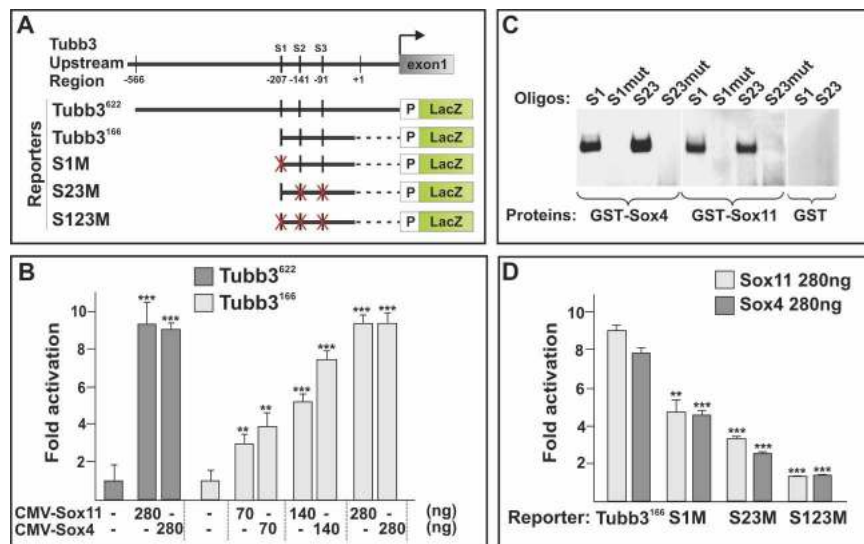 A
Tubb3
Upstream
Region
S1 S2 S3
exon1
-566 -207 -141 -91 +1
Reporters
Tubb3⁶²² P LacZ
Tubb3¹⁶⁶ P LacZ
S1M P LacZ
S23M P LacZ
S123M P LacZ
C
Oligos: S1 S1mut S23 S23mut S1 S1mut S23 S23mut S1 S23
Proteins: GST-Sox4 GST-Sox11 GST
B
Tubb3⁶²²
Tubb3¹⁶⁶
Fold activation
10
8
6
4
2
*** *** ** ** *** *** *** ***
CMV-Sox11 - 280 - - 70 - 140 - 280 - (ng)
CMV-Sox4 - - 280 - - 70 - 140 - 280 (ng)
D
Sox11 280ng
Sox4 280ng
Fold activation
10
8
6
4
2
** *** *** *** *** ***
Reporter: Tubb3¹⁶⁶ S1M S23M S123M